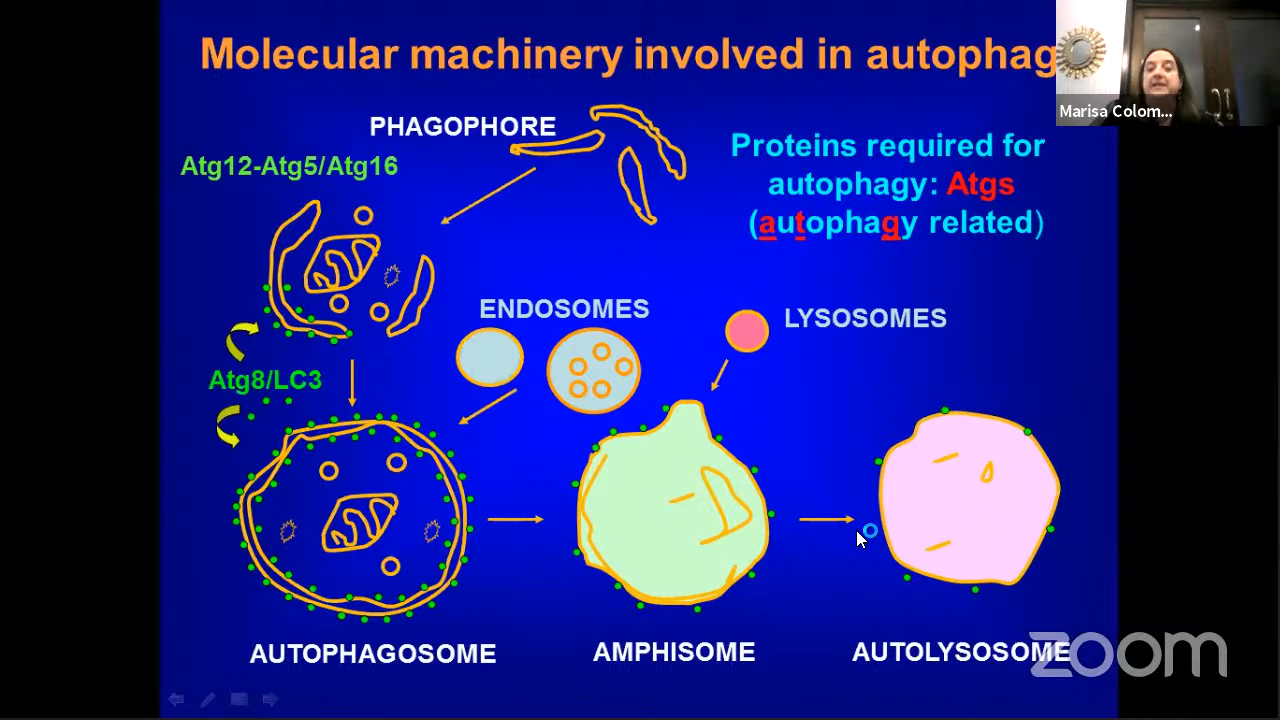 Molecular machinery involved in autophag
Marisa Colom...
PHAGOPHORE
Atg12-Atg5/Atg16
Proteins required for
autophagy: Atgs
(autophagy related)
ENDOSOMES
LYSOSOMES
Atg8/LC3
AUTOPHAGOSOME
AMPHISOME
AUTOLYSOSOME
zoom